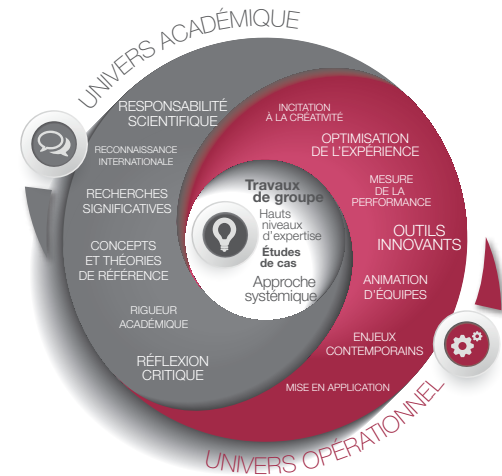 UNIVERS ACADÉMIQUE
RESPONSABILITÉ
SCIENTIFIQUE
RECONNAISSANCE
INTERNATIONALE
RECHERCHES
SIGNIFICATIVES
CONCEPTS
ET THÉORIES
DE RÉFÉRENCE
RIGUEUR
ACADÉMIQUE
RÉFLEXION
CRITIQUE
Travaux
de groupe
Hauts
niveaux
d'expertise
Études
de cas
Approche
systémique
INCITATION
À LA CRÉATIVITÉ
OPTIMISATION
DE L'EXPÉRIENCE
MESURE
DE LA
PERFORMANCE
OUTILS
INNOVANTS
ANIMATION
D'ÉQUIPES
ENJEUX
CONTEMPORAINS
MISE EN APPLICATION
UNIVERS OPÉRATIONNEL